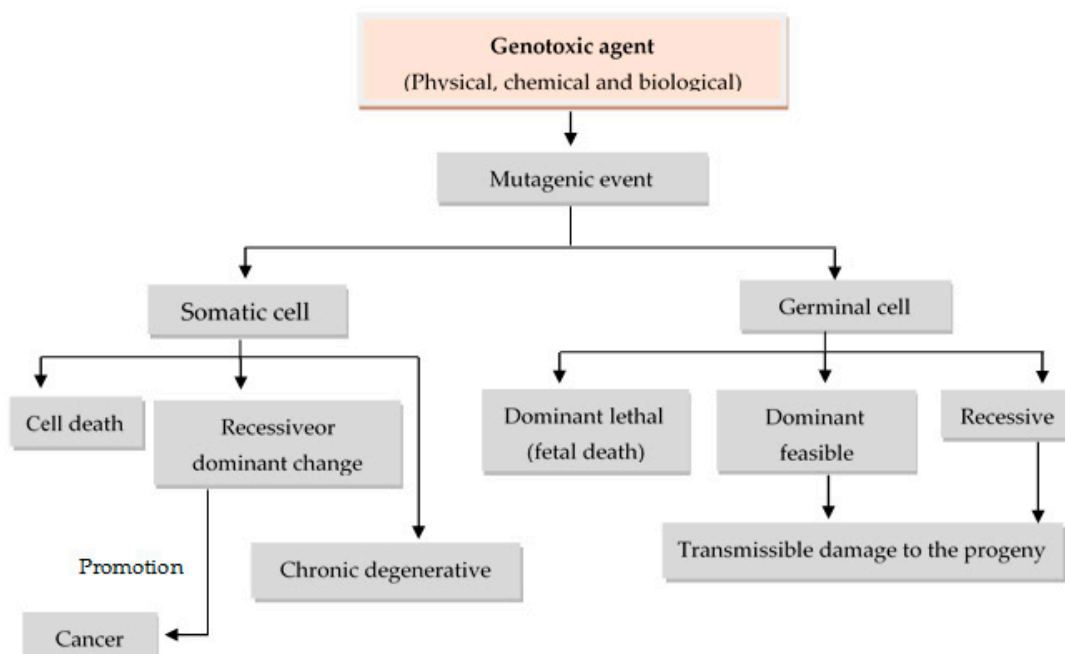 Genotoxic agent
(Physical, chemical and biological)
Mutagenic event
Somatic cell
Germinal cell
Cell death
Recessiveor
dominant change
Dominant lethal
(fetal death)
Dominant
feasible
Recessive
Promotion
Chronic degenerative
Transmissible damage to the progeny
Cancer